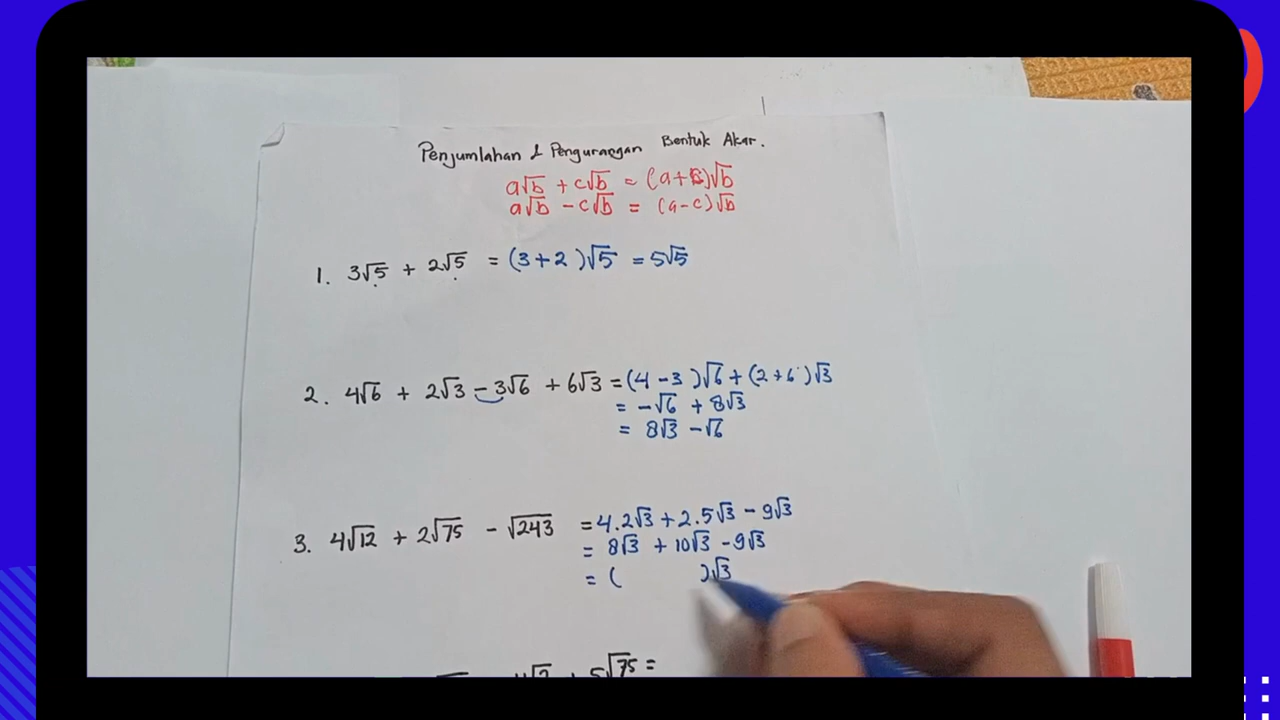 Penjumlahan & Pengurangan Bentuk Akar.
a√b + c√b = (a+c)√b
a√b - c√b = (a-c)√b
1. 3√5 + 2√5 = (3+2)√5 = 5√5
2. 4√6 + 2√3 - 3√6 + 6√3 = (4-3)√6 + (2+6)√3
= -√6 + 8√3
= 8√3 - √6
3. 4√12 + 2√75 - √243 = 4.2√3 + 2.5√3 - 9√3
= 8√3 + 10√3 - 9√3
= ( )√3
+ 5√75 =